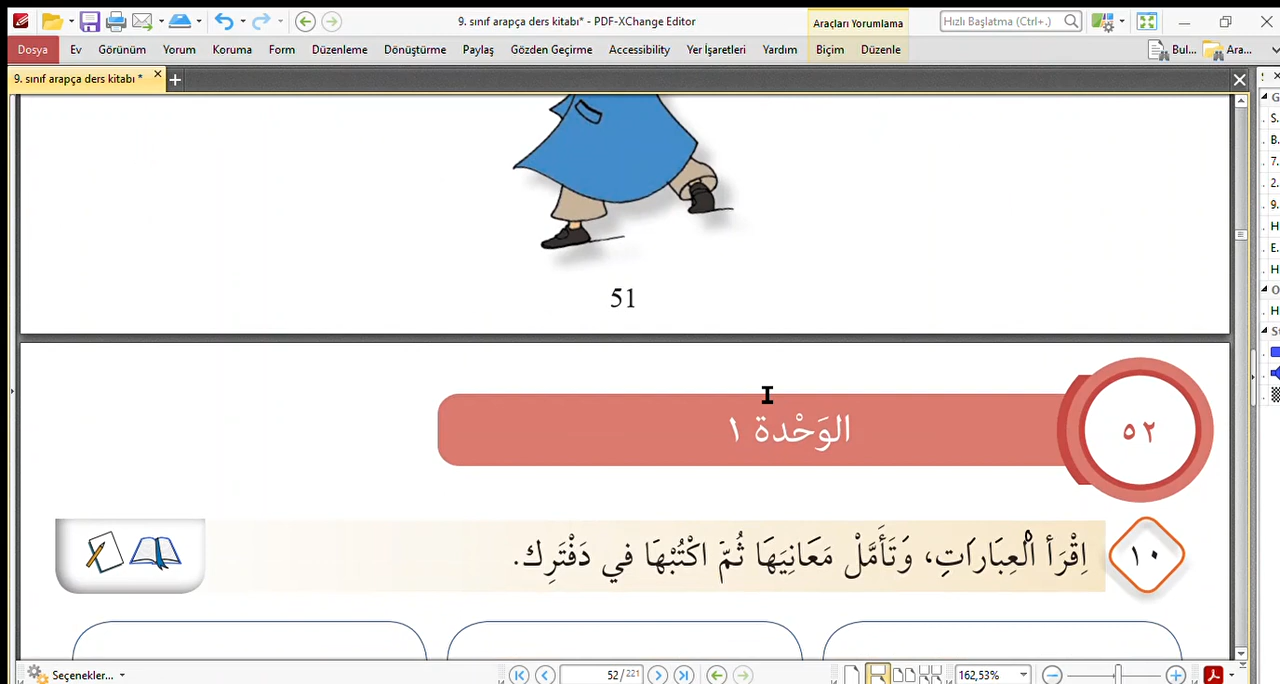 9. sınıf arapça ders kitabı* - PDF-XChange Editor
Araçları Yorumlama
Hızlı Başlatma (Ctrl+.)
Dosya Ev Görünüm Yorum Koruma Form Düzenleme Dönüştürme Paylaş Gözden Geçirme Accessibility Yer İşaretleri Yardım Biçim Düzenle Bul... Ara...
9. sınıf arapça ders kitabı *
51
٥٢
الوَحْدة ١
١٠
اِقْرَأ الْعِبَارَاتِ، وَتَأَمَّلْ مَعَانِيَهَا ثُمّ اكْتُبْهَا في دَفْتَرِك.
Seçenekler...
52 / 221
162,53%